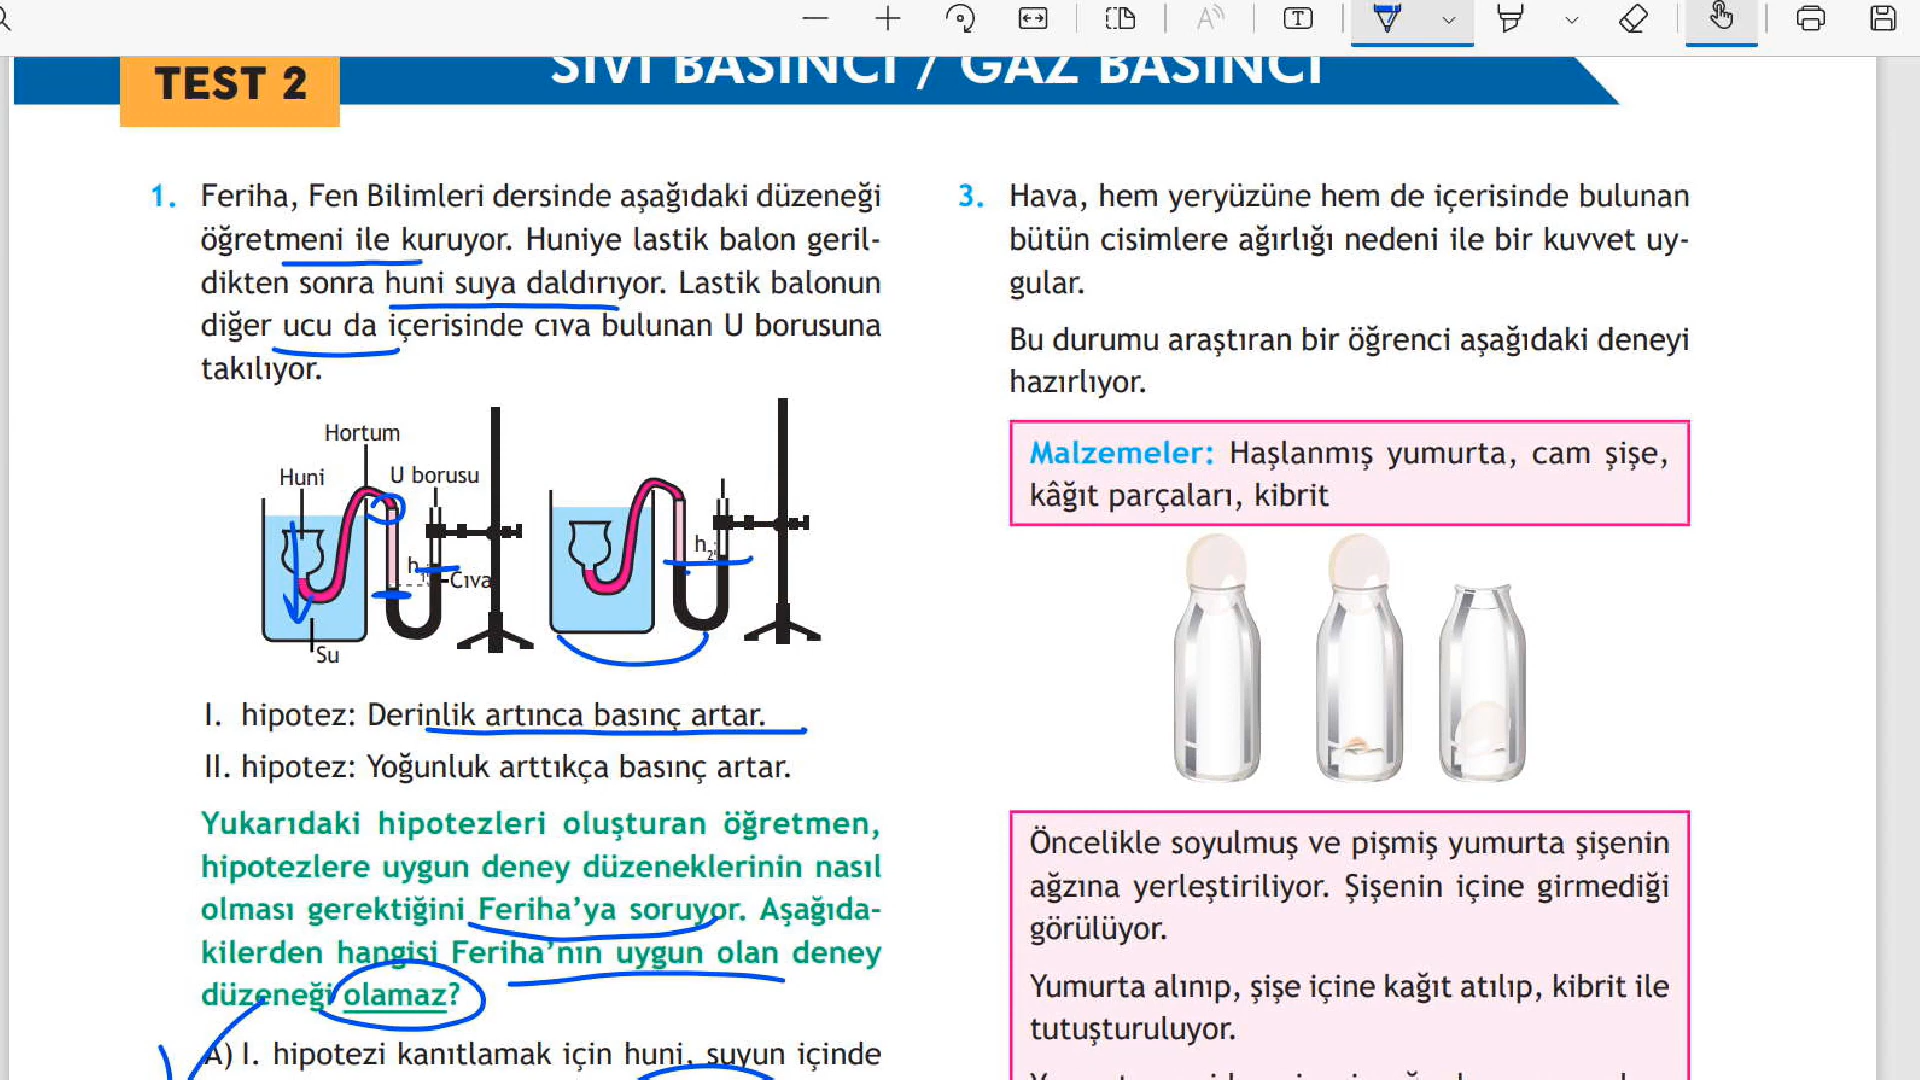 TEST 2
SIVI BASINCI / GAZ BASINCI
1. Feriha, Fen Bilimleri dersinde aşağıdaki düzeneği
öğretmeni ile kuruyor. Huniye lastik balon geril-
dikten sonra huni suya daldırıyor. Lastik balonun
diğer ucu da içerisinde cıva bulunan U borusuna
takılıyor.
Hortum
Huni
U borusu
h
Cıva
Su
h2
I. hipotez: Derinlik artınca basınç artar.
II. hipotez: Yoğunluk arttıkça basınç artar.
Yukarıdaki hipotezleri oluşturan öğretmen,
hipotezlere uygun deney düzeneklerinin nasıl
olması gerektiğini Feriha’ya soruyor. Aşağıda-
kilerden hangisi Feriha’nın uygun olan deney
düzeneği olamaz?
A) I. hipotezi kanıtlamak için huni, suyun içinde
3. Hava, hem yeryüzüne hem de içerisinde bulunan
bütün cisimlere ağırlığı nedeni ile bir kuvvet uy-
gular.
Bu durumu araştıran bir öğrenci aşağıdaki deneyi
hazırlıyor.
Malzemeler: Haşlanmış yumurta, cam şişe,
kâğıt parçaları, kibrit
Öncelikle soyulmuş ve pişmiş yumurta şişenin
ağzına yerleştiriliyor. Şişenin içine girmediği
görülüyor.
Yumurta alınıp, şişe içine kağıt atılıp, kibrit ile
tutuşturuluyor.